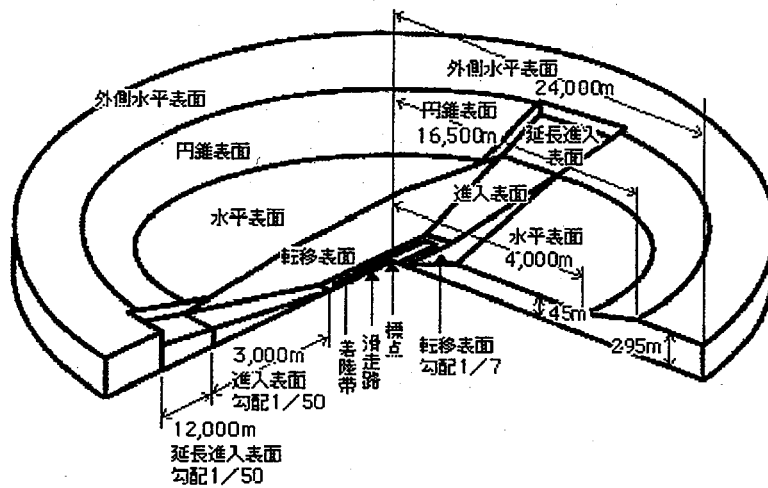 外側水平表面
24,000m
外側水平表面
円錐表面
16,500m
延長進入
表面
円錐表面
進入表面
水平表面
水平表面
4,000m
転移表面
45m
295m
着陸帯
滑走路
標点
転移表面
勾配1/7
3,000m
進入表面
勾配1/50
12,000m
延長進入表面
勾配1/50